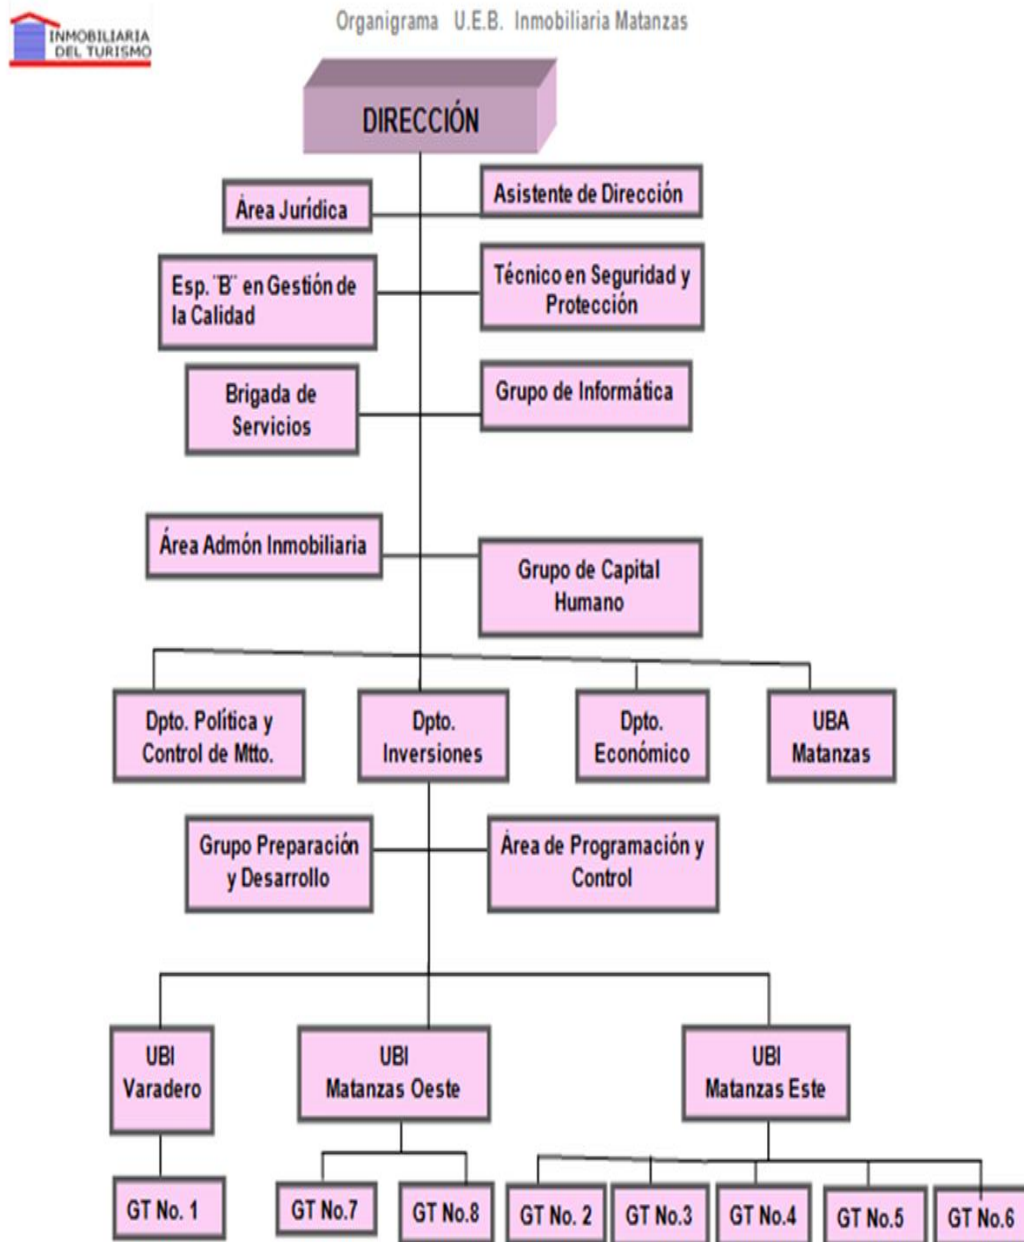 INMOBILIARIA
DEL TURISMO
Organigrama U.E.B. Inmobiliaria Matanzas
DIRECCIÓN
Área Jurídica
Asistente de Dirección
Esp. ¨B¨ en Gestión de
la Calidad
Técnico en Seguridad y
Protección
Brigada de
Servicios
Grupo de Informática
Área Admón Inmobiliaria
Grupo de Capital
Humano
Dpto. Política y
Control de Mtto.
Dpto.
Inversiones
Dpto.
Económico
UBA
Matanzas
Grupo Preparación
y Desarrollo
Área de Programación y
Control
UBI
Varadero
UBI
Matanzas Oeste
UBI
Matanzas Este
GT No. 1
GT No.7
GT No.8
GT No. 2
GT No.3
GT No.4
GT No.5
GT No.6